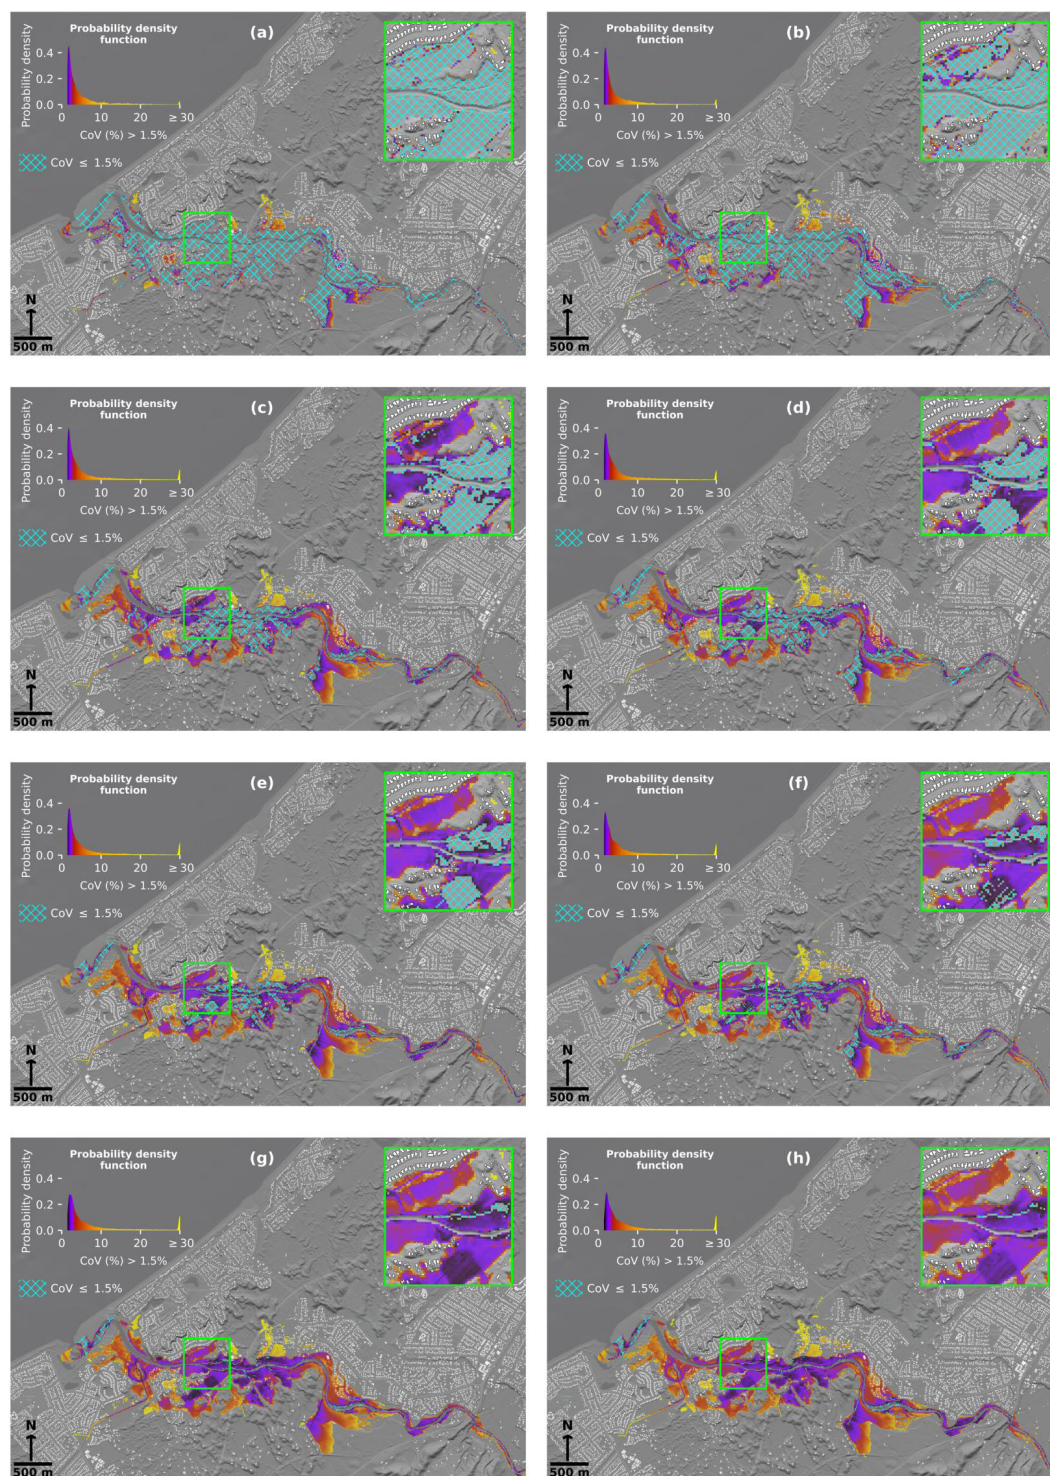 Probability density
function
(a)
Probability density
0.4
0.2
0.0
0 10 20 ≥ 30
CoV (%) > 1.5%
CoV ≤ 1.5%
N
500 m
Probability density
function
(b)
Probability density
0.4
0.2
0.0
0 10 20 ≥ 30
CoV (%) > 1.5%
CoV ≤ 1.5%
N
500 m
Probability density
function
(c)
Probability density
0.4
0.2
0.0
0 10 20 ≥ 30
CoV (%) > 1.5%
CoV ≤ 1.5%
N
500 m
Probability density
function
(d)
Probability density
0.4
0.2
0.0
0 10 20 ≥ 30
CoV (%) > 1.5%
CoV ≤ 1.5%
N
500 m
Probability density
function
(e)
Probability density
0.4
0.2
0.0
0 10 20 ≥ 30
CoV (%) > 1.5%
CoV ≤ 1.5%
N
500 m
Probability density
function
(f)
Probability density
0.4
0.2
0.0
0 10 20 ≥ 30
CoV (%) > 1.5%
CoV ≤ 1.5%
N
500 m
Probability density
function
(g)
Probability density
0.4
0.2
0.0
0 10 20 ≥ 30
CoV (%) > 1.5%
CoV ≤ 1.5%
N
500 m
Probability density
function
(h)
Probability density
0.4
0.2
0.0
0 10 20 ≥ 30
CoV (%) > 1.5%
CoV ≤ 1.5%
N
500 m